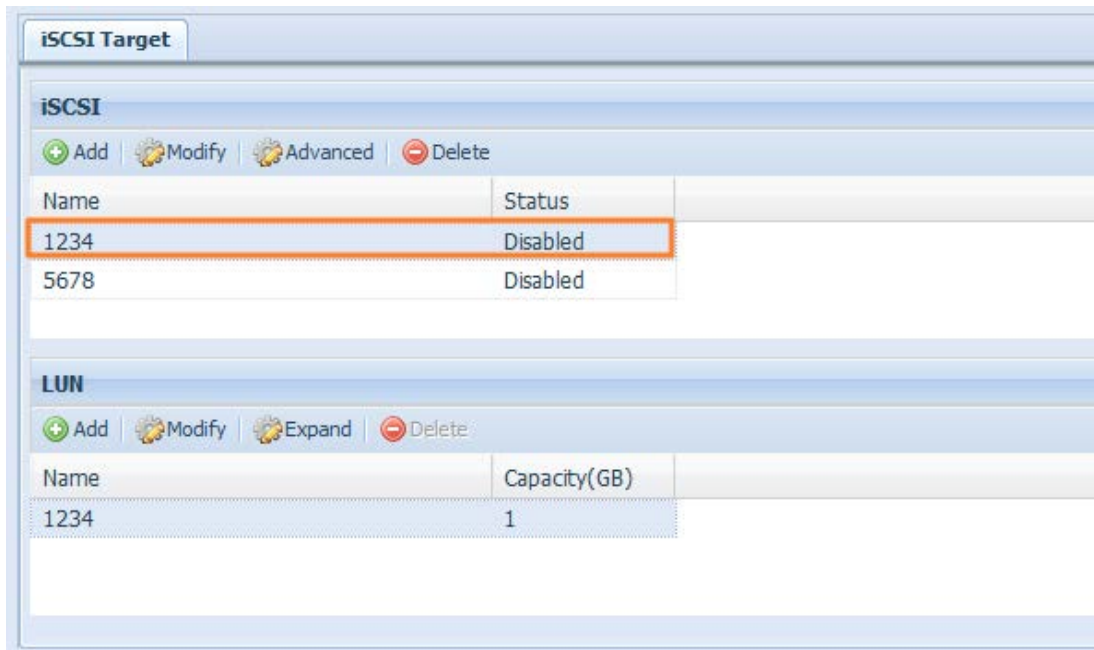 iSCSI Target
iSCSI
Add Modify Advanced Delete
Name Status
1234 Disabled
5678 Disabled
LUN
Add Modify Expand Delete
Name Capacity(GB)
1234 1